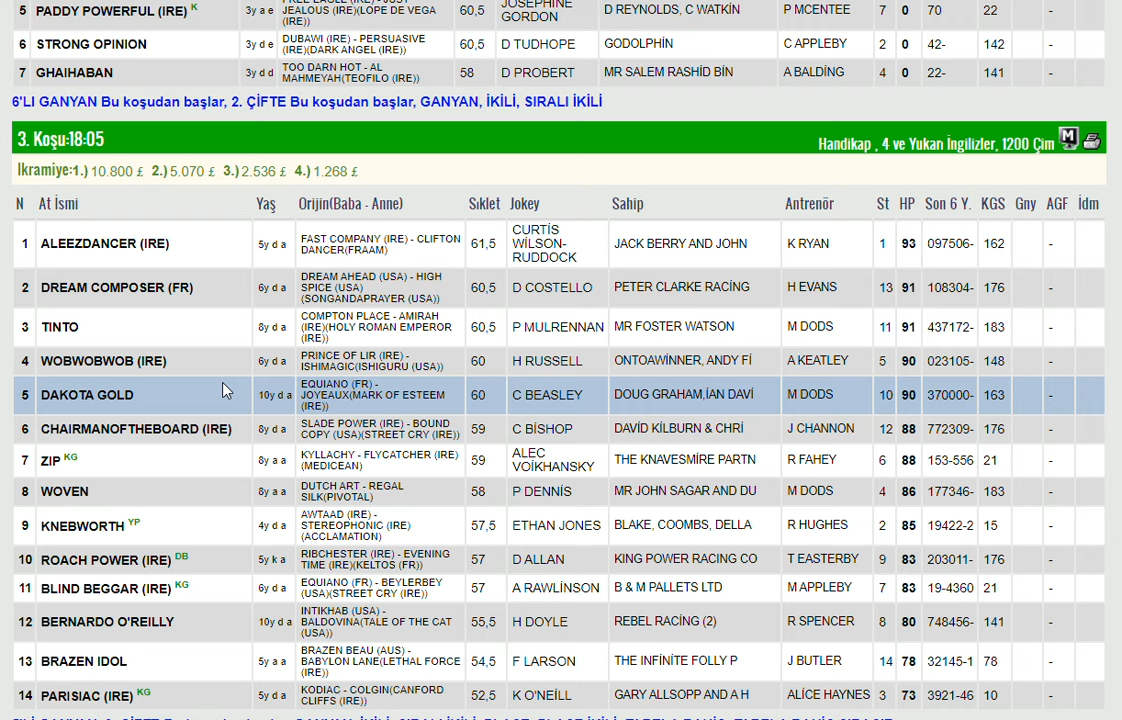 5 PADDY POWERFUL (IRE) K 3y a e FREE EAGLE (IRE) - JUST JEALOUS (IRE)(LOPE DE VEGA (IRE)) 60,5 JOSEPHINE GORDON D REYNOLDS, C WATKİN P MCENTEE 7 0 70 22 -
6 STRONG OPINION 3y d e DUBAWI (IRE) - PERSUASIVE (IRE)(DARK ANGEL (IRE)) 60,5 D TUDHOPE GODOLPHİN C APPLEBY 2 0 42- 142 -
7 GHAIHABAN 3y d d TOO DARN HOT - AL MAHMEYAH(TEOFILO (IRE)) 58 D PROBERT MR SALEM RASHİD BİN A BALDİNG 4 0 22- 141 -
6'LI GANYAN Bu koşudan başlar, 2. ÇİFTE Bu koşudan başlar, GANYAN, İKİLİ, SIRALI İKİLİ
3. Koşu:18:05 Handikap , 4 ve Yukarı İngilizler, 1200 Çim M
İkramiye:1.) 10.800 £ 2.) 5.070 £ 3.) 2.536 £ 4.) 1.268 £
N At İsmi Yaş Orijin(Baba - Anne) Sıklet Jokey Sahip Antrenör St HP Son 6 Y. KGS Gny AGF İdm
1 ALEEZDANCER (IRE) 5y d a FAST COMPANY (IRE) - CLIFTON DANCER(FRAAM) 61,5 CURTİS WİLSON-RUDDOCK JACK BERRY AND JOHN K RYAN 1 93 097506- 162 -
2 DREAM COMPOSER (FR) 6y d a DREAM AHEAD (USA) - HIGH SPICE (USA)(SONGANDAPRAYER (USA)) 60,5 D COSTELLO PETER CLARKE RACİNG H EVANS 13 91 108304- 176 -
3 TINTO 8y d a COMPTON PLACE - AMIRAH (IRE)(HOLY ROMAN EMPEROR (IRE)) 60,5 P MULRENNAN MR FOSTER WATSON M DODS 11 91 437172- 183 -
4 WOBWOBWOB (IRE) 6y d a PRINCE OF LIR (IRE) - ISHIMAGIC(ISHIGURU (USA)) 60 H RUSSELL ONTOAWİNNER, ANDY Fİ A KEATLEY 5 90 023105- 148 -
5 DAKOTA GOLD 10y d a EQUIANO (FR) - JOYEAUX(MARK OF ESTEEM (IRE)) 60 C BEASLEY DOUG GRAHAM,İAN DAVİ M DODS 10 90 370000- 163 -
6 CHAIRMANOFTHEBOARD (IRE) 8y d a SLADE POWER (IRE) - BOUND COPY (USA)(STREET CRY (IRE)) 59 C BİSHOP DAVİD KİLBURN & CHRİ J CHANNON 12 88 772309- 176 -
7 ZIP KG 8y a a KYLLACHY - FLYCATCHER (IRE)(MEDICEAN) 59 ALEC VOİKHANSKY THE KNAVESMİRE PARTN R FAHEY 6 88 153-556 21 -
8 WOVEN 8y a a DUTCH ART - REGAL SILK(PIVOTAL) 58 P DENNİS MR JOHN SAGAR AND DU M DODS 4 86 177346- 183 -
9 KNEBWORTH YP 4y d a AWTAAD (IRE) - STEREOPHONIC (IRE)(ACCLAMATION) 57,5 ETHAN JONES BLAKE, COOMBS, DELLA R HUGHES 2 85 19422-2 15 -
10 ROACH POWER (IRE) DB 5y k a RIBCHESTER (IRE) - EVENING TIME (IRE)(KELTOS (FR)) 57 D ALLAN KING POWER RACING CO T EASTERBY 9 83 203011- 176 -
11 BLIND BEGGAR (IRE) KG 6y d a EQUIANO (FR) - BEYLERBEY (USA)(STREET CRY (IRE)) 57 A RAWLİNSON B & M PALLETS LTD M APPLEBY 7 83 19-4360 21 -
12 BERNARDO O'REILLY 10y d a INTIKHAB (USA) - BALDOVINA(TALE OF THE CAT (USA)) 55,5 H DOYLE REBEL RACİNG (2) R SPENCER 8 80 748456- 141 -
13 BRAZEN IDOL 5y a a BRAZEN BEAU (AUS) - BABYLON LANE(LETHAL FORCE (IRE)) 54,5 F LARSON THE INFİNİTE FOLLY P J BUTLER 14 78 32145-1 78 -
14 PARISIAC (IRE) KG 5y d a KODIAC - COLGIN(CANFORD CLIFFS (IRE)) 52,5 K O'NEİLL GARY ALLSOPP AND A H ALİCE HAYNES 3 73 3921-46 10 -